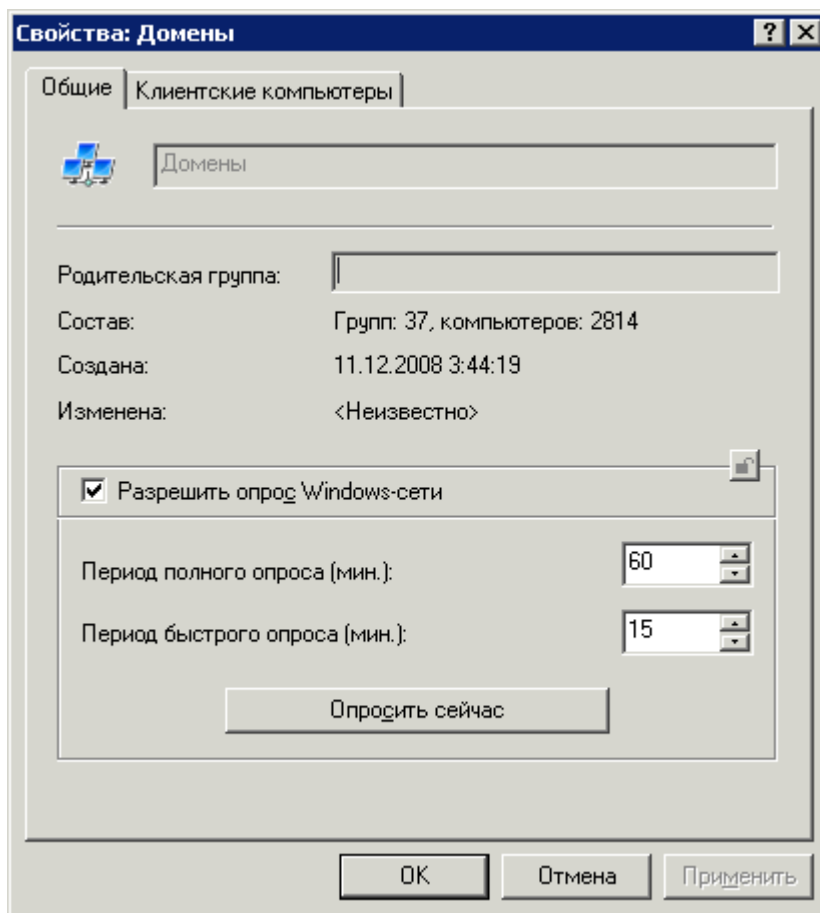 Свойства: Домены
Общие
Клиентские компьютеры
Домены
Родительская группа:
Состав: Групп: 37, компьютеров: 2814
Создана: 11.12.2008 3:44:19
Изменена: <Неизвестно>
Разрешить опрос Windows-сети
Период полного опроса (мин.): 60
Период быстрого опроса (мин.): 15
Опросить сейчас
OK Отмена Применить